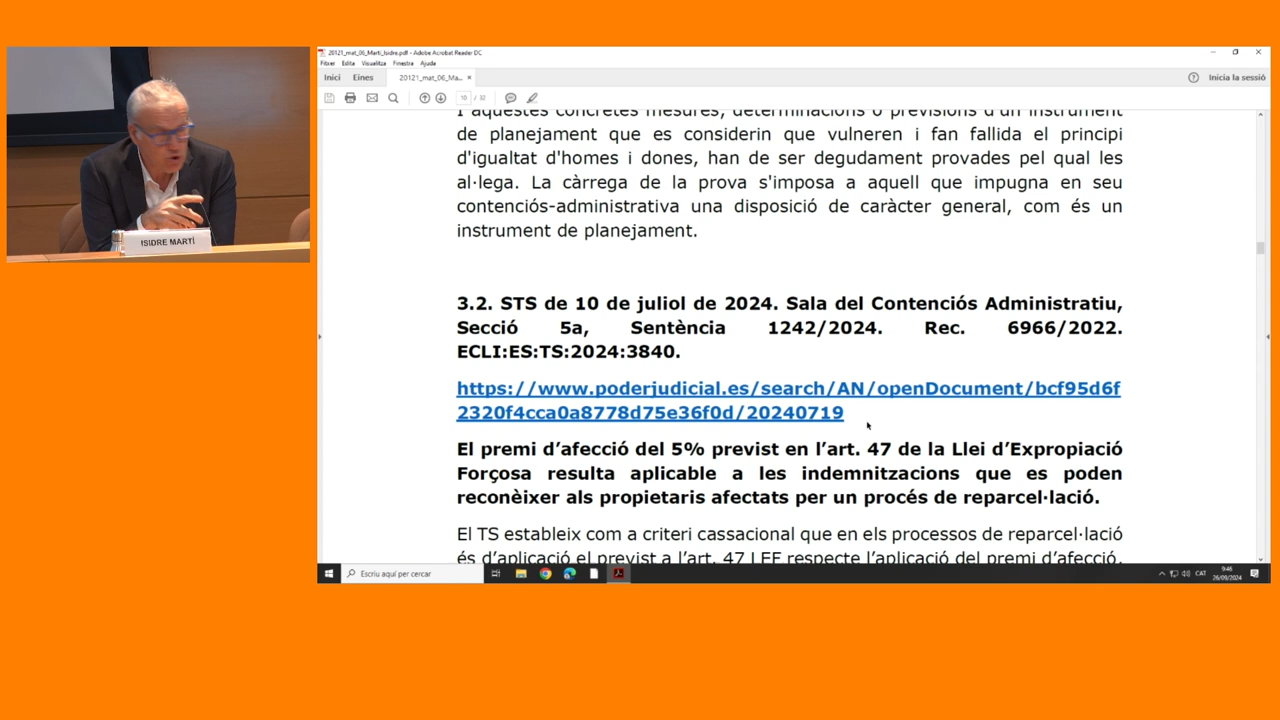 20121_mat_06_Martí_Isidre.pdf - Adobe Acrobat Reader DC
Fitxer Edita Visualitza Finestra Ajuda
Inici Eines 20121_mat_06_Ma... × Inicia la sessió
10 / 32
i aquestes concretes mesures, determinacions o previsions d'un instrument
de planejament que es considerin que vulneren i fan fallida el principi
d'igualtat d'homes i dones, han de ser degudament provades pel qual les
al·lega. La càrrega de la prova s'imposa a aquell que impugna en seu
contenciós-administrativa una disposició de caràcter general, com és un
instrument de planejament.
ISIDRE MARTÍ
3.2. STS de 10 de juliol de 2024. Sala del Contenciós Administratiu,
Secció 5a, Sentència 1242/2024. Rec. 6966/2022.
ECLI:ES:TS:2024:3840.
https://www.poderjudicial.es/search/AN/openDocument/bcf95d6f
2320f4cca0a8778d75e36f0d/20240719
El premi d’afecció del 5% previst en l’art. 47 de la Llei d’Expropiació
Forçosa resulta aplicable a les indemnitzacions que es poden
reconèixer als propietaris afectats per un procés de reparcel·lació.
El TS estableix com a criteri cassacional que en els processos de reparcel·lació
és d’aplicació el previst a l’art. 47 LEF respecte l’aplicació del premi d’afecció.
Escriu aquí per cercar
CAT
9:46
26/09/2024